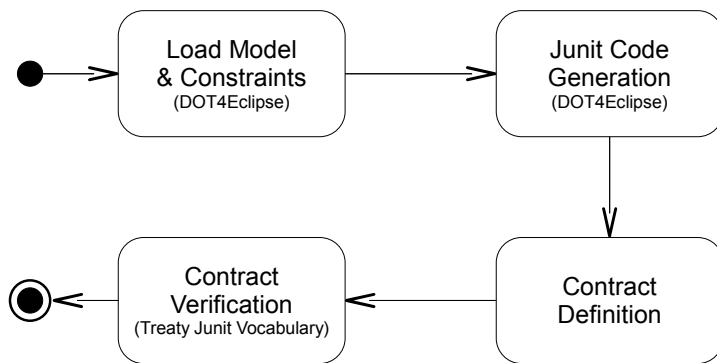 Load Model
& Constraints
(DOT4Eclipse)
Junit Code
Generation
(DOT4Eclipse)
Contract
Verification
(Treaty Junit Vocabulary)
Contract
Definition